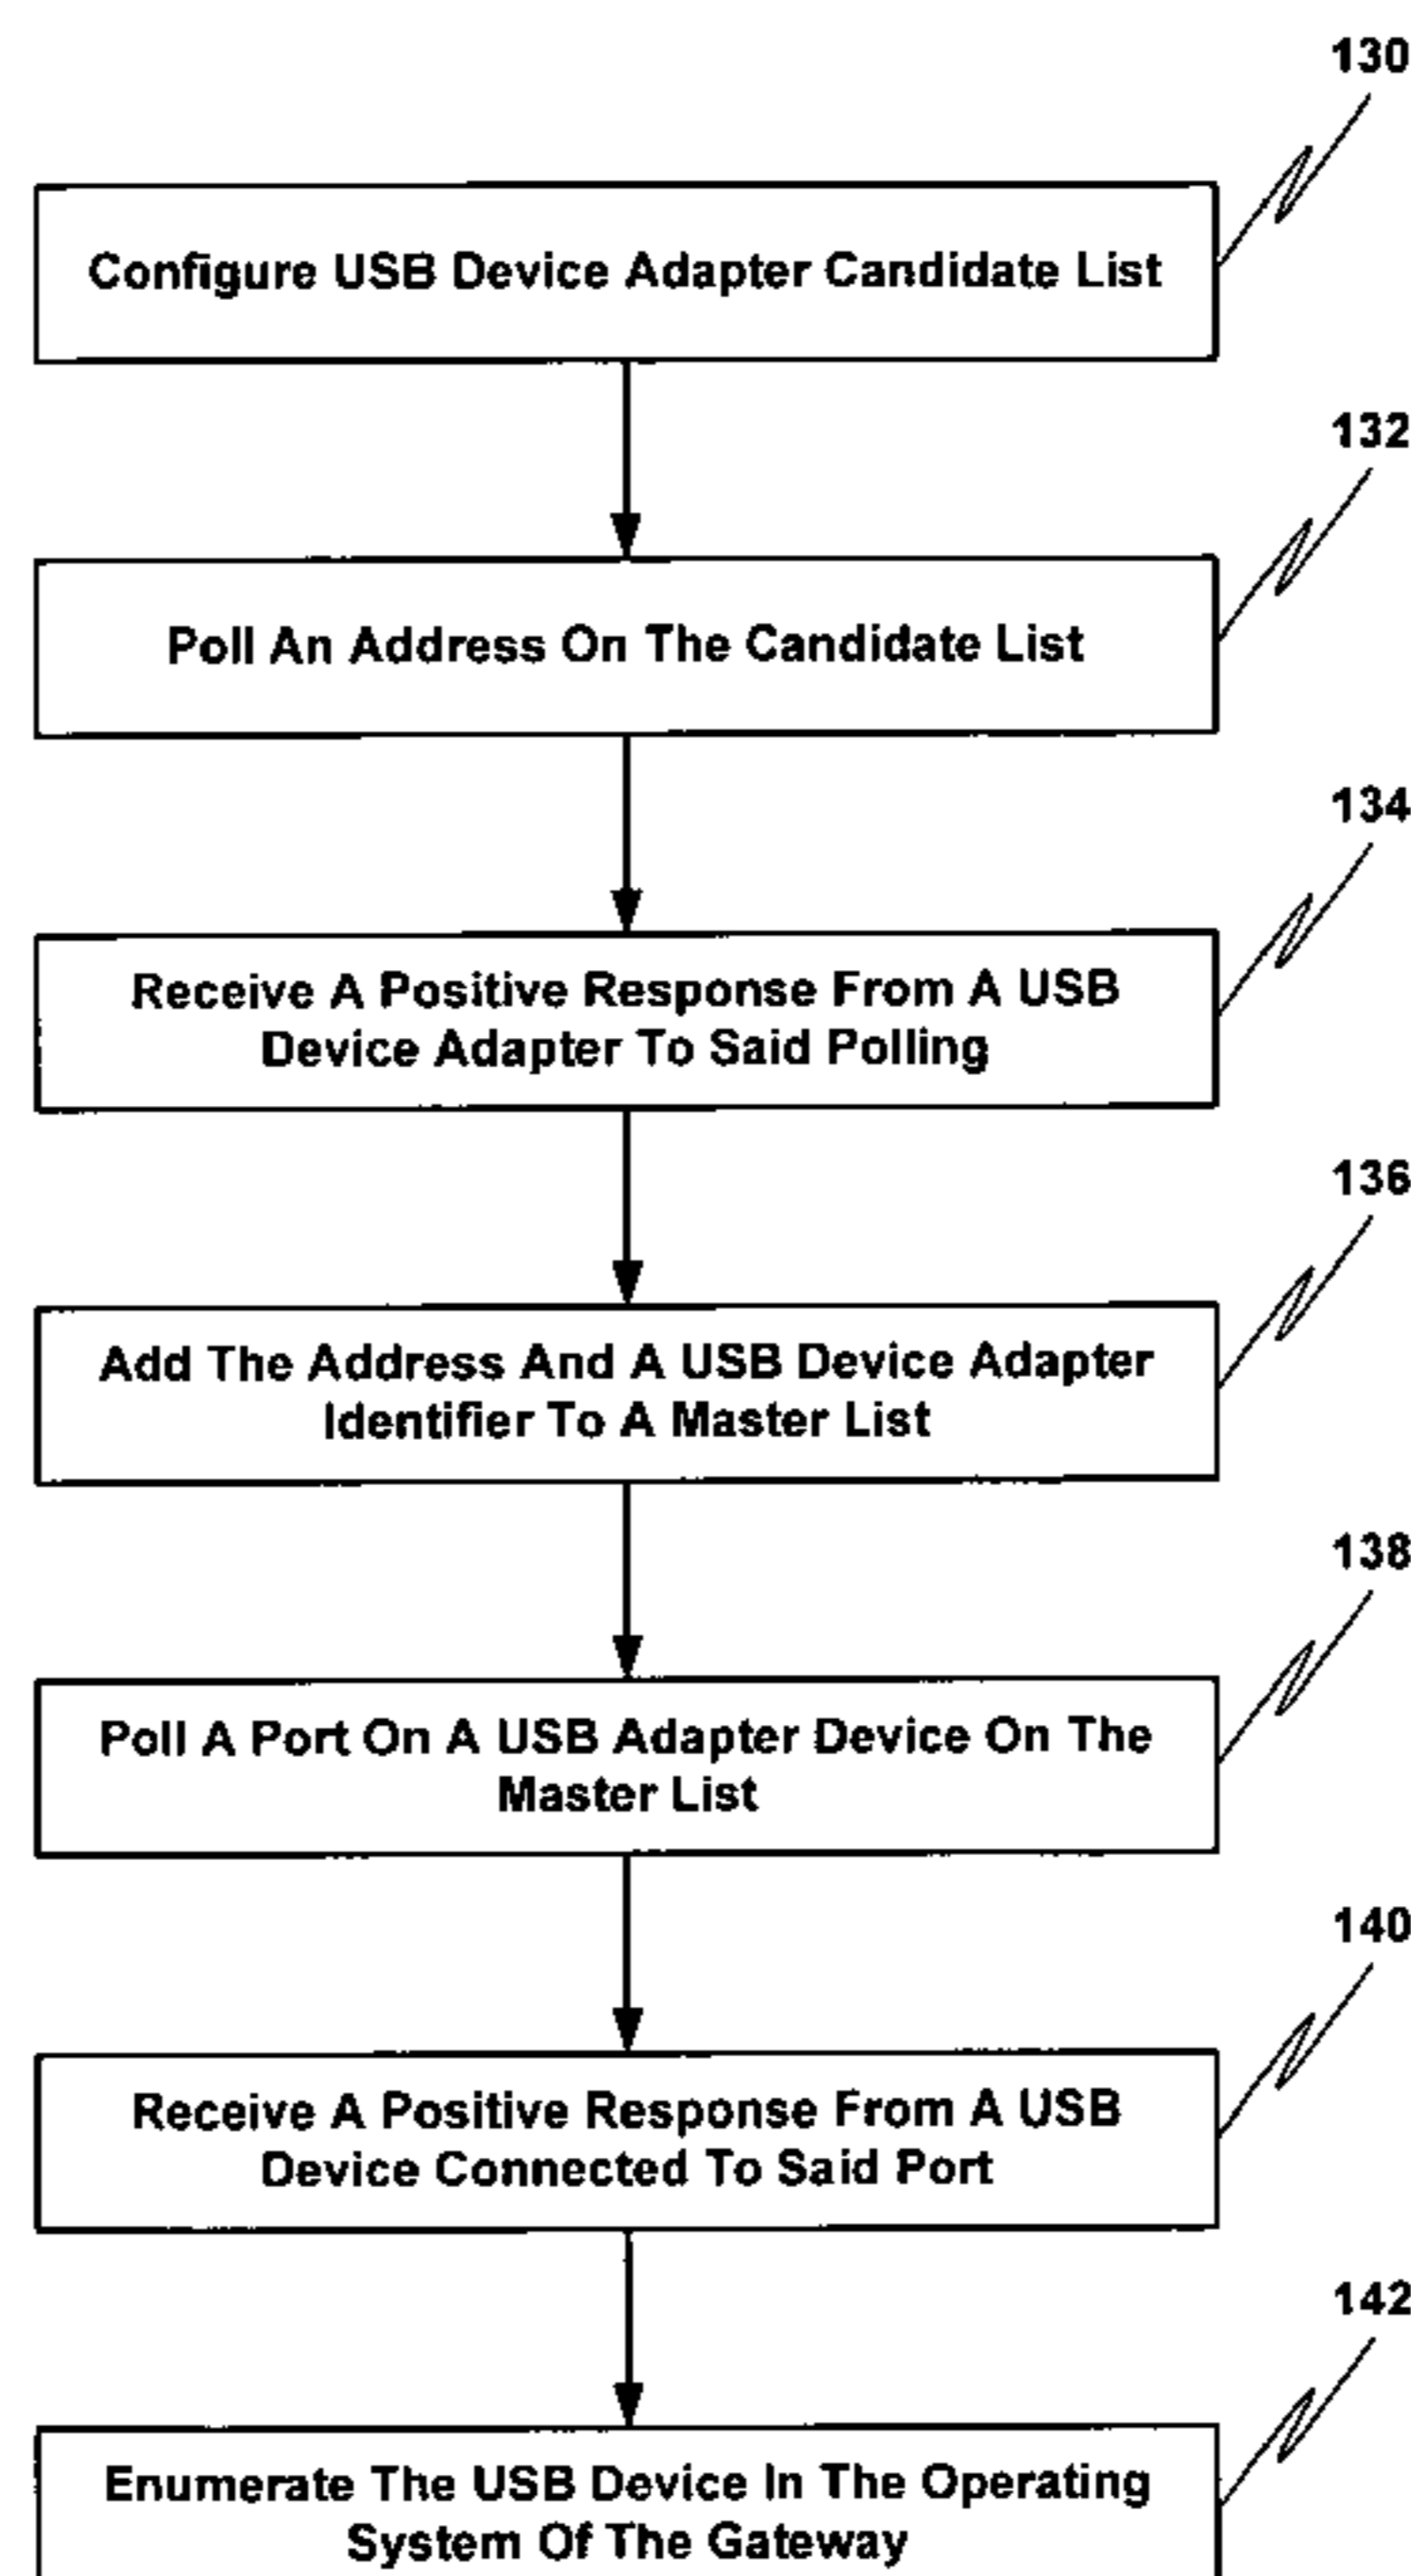 130
Configure USB Device Adapter Candidate List
132
Poll An Address On The Candidate List
134
Receive A Positive Response From A USB
Device Adapter To Said Polling
136
Add The Address And A USB Device Adapter
Identifier To A Master List
138
Poll A Port On A USB Adapter Device On The
Master List
140
Receive A Positive Response From A USB
Device Connected To Said Port
142
Enumerate The USB Device In The Operating
System Of The Gateway